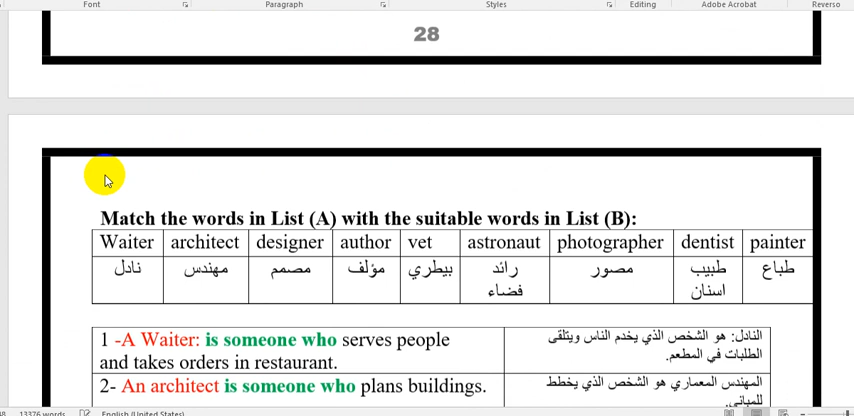 Font Paragraph Styles Editing Adobe Acrobat Reverso
28
Match the words in List (A) with the suitable words in List (B):
Waiter architect designer author vet astronaut photographer dentist painter
نادل مهندس مصمم مؤلف بيطري رائد فضاء مصور طبيب اسنان طباع
1 -A Waiter: is someone who serves people
and takes orders in restaurant.
النادل: هو الشخص الذي يخدم الناس ويتلقى
الطلبات في المطعم.
2- An architect is someone who plans buildings.
المهندس المعماري هو الشخص الذي يخطط
للمباني.
13376 words English (United States)